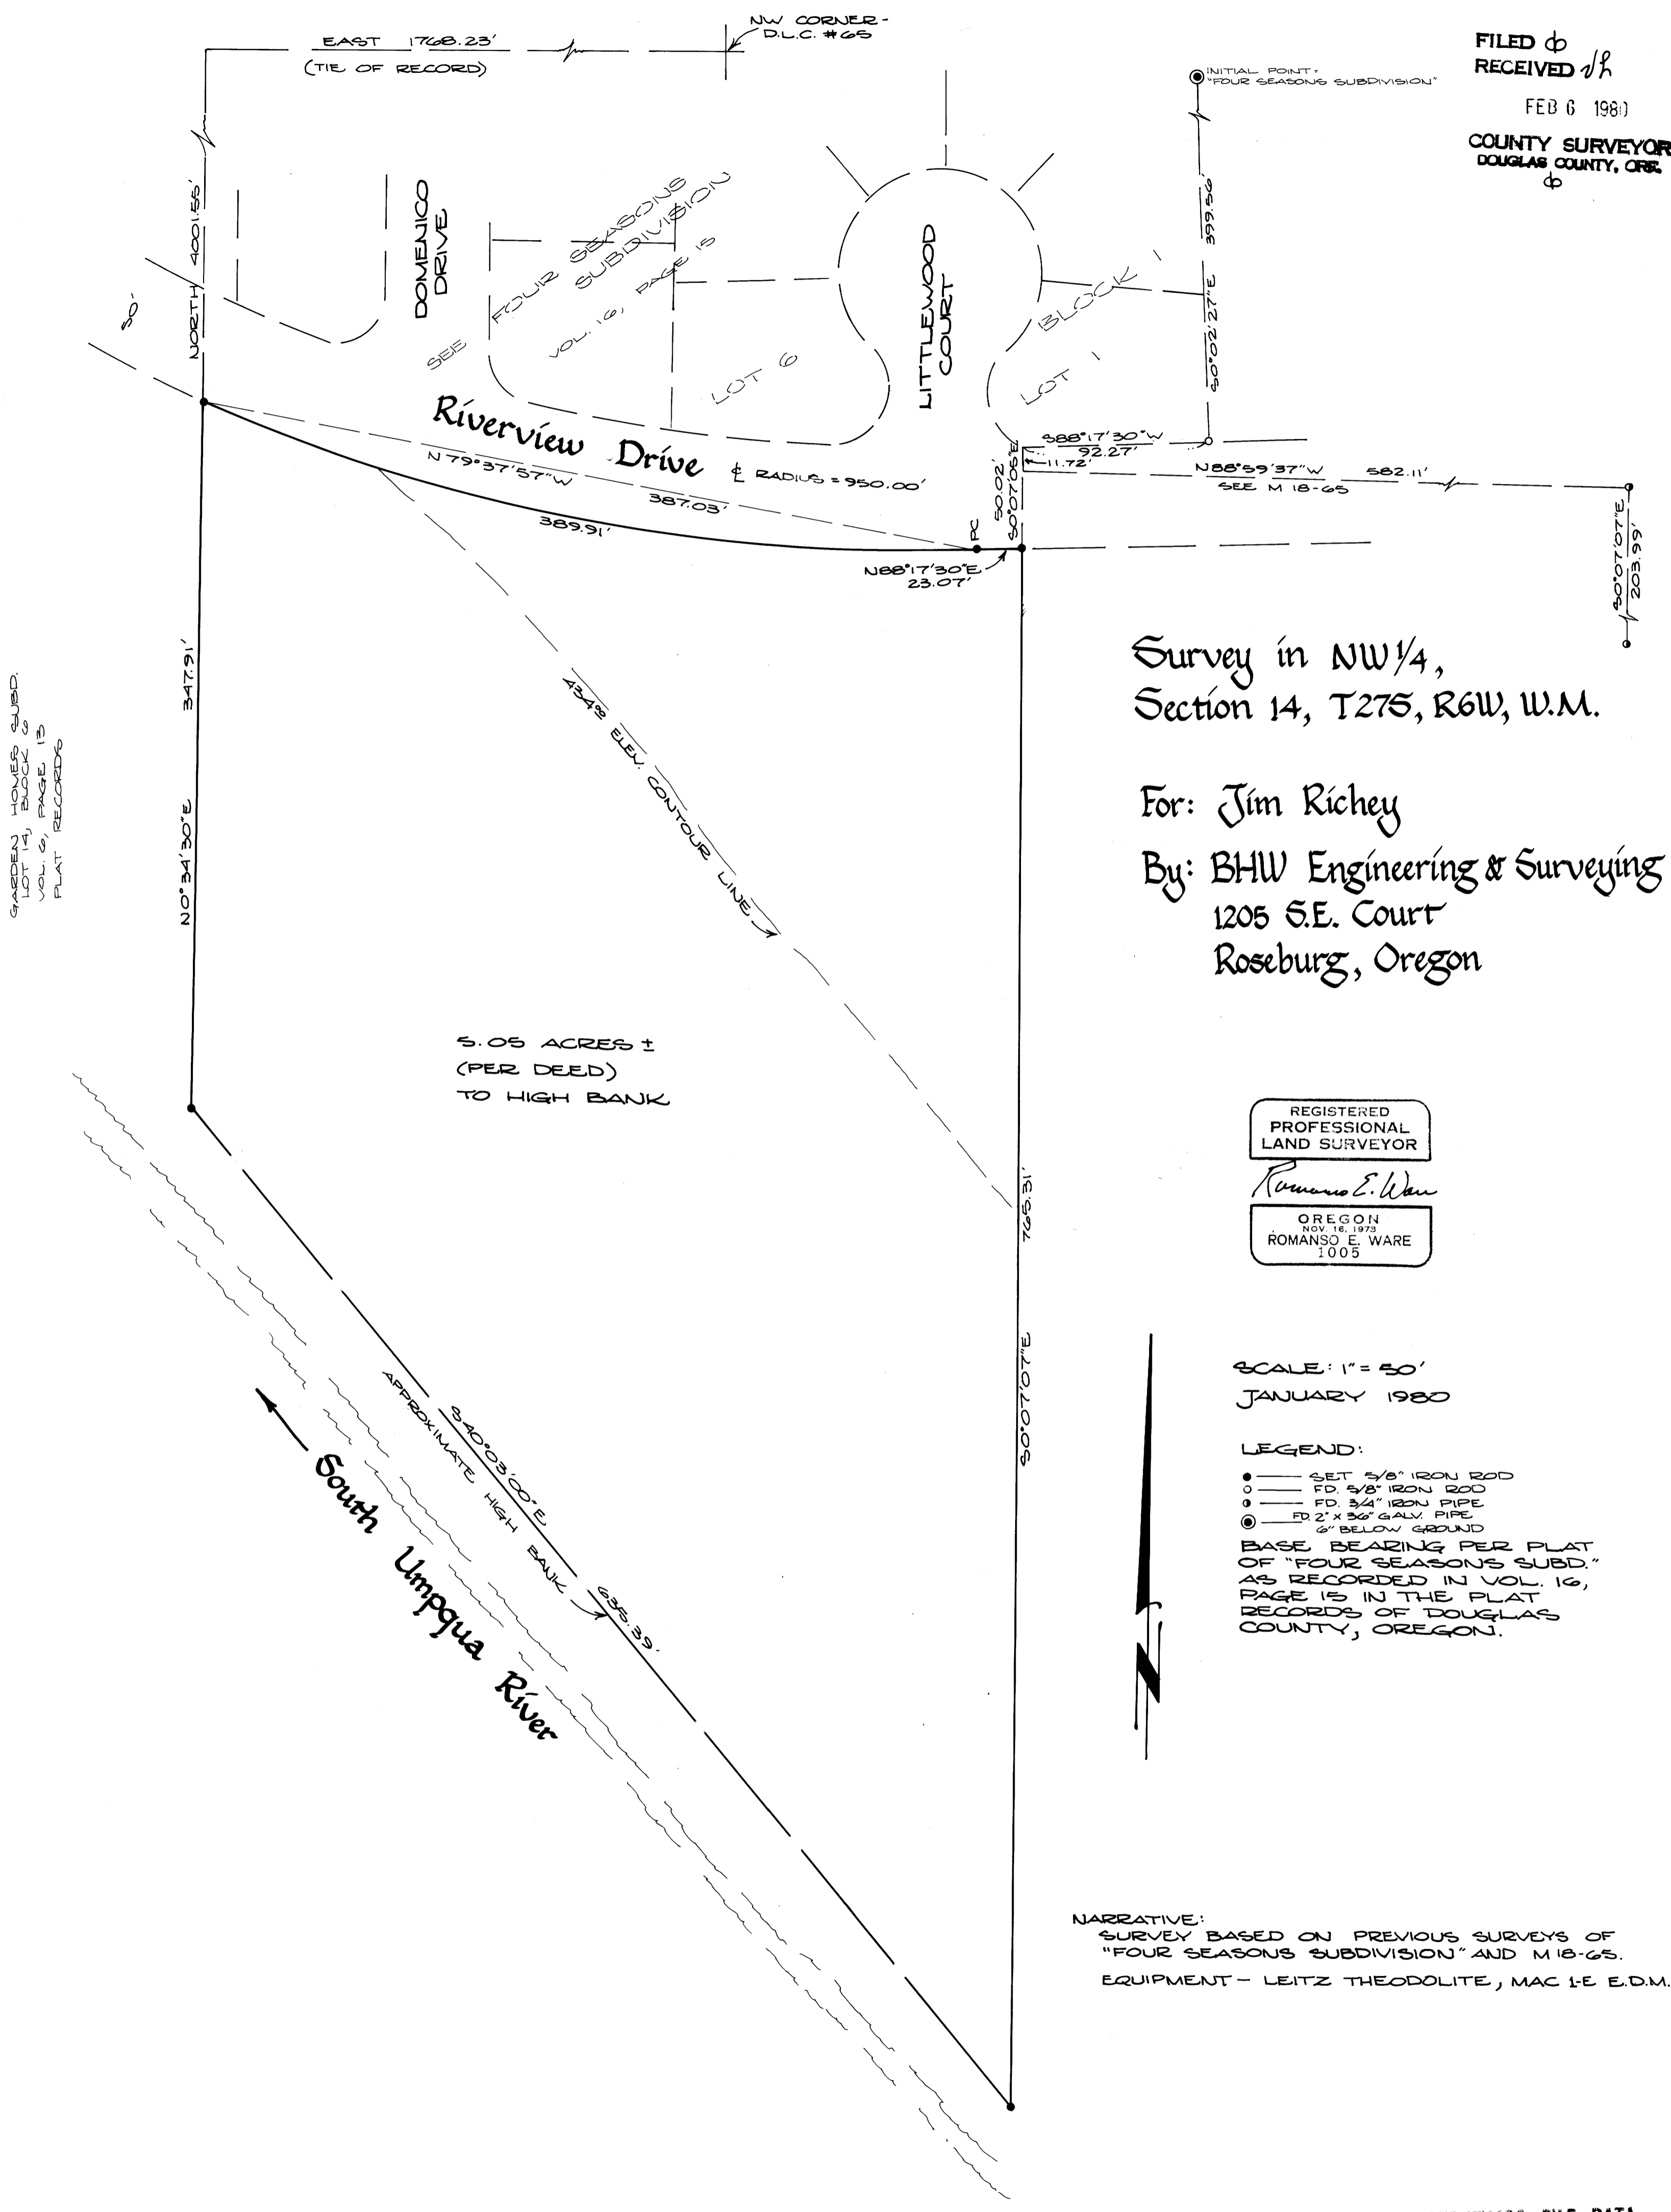 EAST 1768.23'
(TIE OF RECORD)
NW CORNER-
D.L.C. #65
INITIAL POINT-
"FOUR SEASONS SUBDIVISION"
FILED
RECEIVED
FEB 6 1980
COUNTY SURVEYOR
DOUGLAS COUNTY, ORE.
NORTH 4001.55'
50'
DOMENICO
DRIVE
SEE FOUR SEASONS
SUBDIVISION
VOL. 16, PAGE 15
LOT 6
LITTLEWOOD
COURT
BLOCK 1
LOT 1
S0°02'27"E 399.56'
Riverview Drive
℄ RADIUS = 950.00'
N79°37'57"W
387.03'
389.91'
PC
N88°17'30"E
23.07'
50.02'
S0°07'05"E
S88°17'30"W
92.27'
11.72'
N88°59'37"W 582.11'
SEE M 18-65
S0°07'07"E
203.99'
GARDEN HOMES SUBD.
LOT 14, BLOCK 6
VOL. 6, PAGE 13
PLAT RECORDS
N0°34'30"E 347.91'
434.00 ELEV. CONTOUR LINE
5.05 ACRES ±
(PER DEED)
TO HIGH BANK
S0°07'07"E 765.31'
S40°03'00"E 635.39'
APPROXIMATE HIGH BANK
South Umpqua River
Survey in NW 1/4,
Section 14, T27S, R6W, W.M.
For: Jim Richey
By: BHW Engineering & Surveying
1205 S.E. Court
Roseburg, Oregon
REGISTERED
PROFESSIONAL
LAND SURVEYOR
Romanso E. Ware
OREGON
NOV. 16, 1973
ROMANSO E. WARE
1005
SCALE: 1" = 50'
JANUARY 1980
LEGEND:
SET 5/8" IRON ROD
FD. 5/8" IRON ROD
FD. 3/4" IRON PIPE
FD. 2" X 36" GALV. PIPE
6" BELOW GROUND
BASE BEARING PER PLAT
OF "FOUR SEASONS SUBD."
AS RECORDED IN VOL. 16,
PAGE 15 IN THE PLAT
RECORDS OF DOUGLAS
COUNTY, OREGON.
N
NARRATIVE:
SURVEY BASED ON PREVIOUS SURVEYS OF
"FOUR SEASONS SUBDIVISION" AND M 18-65.
EQUIPMENT - LEITZ THEODOLITE, MAC 1-E E.D.M.